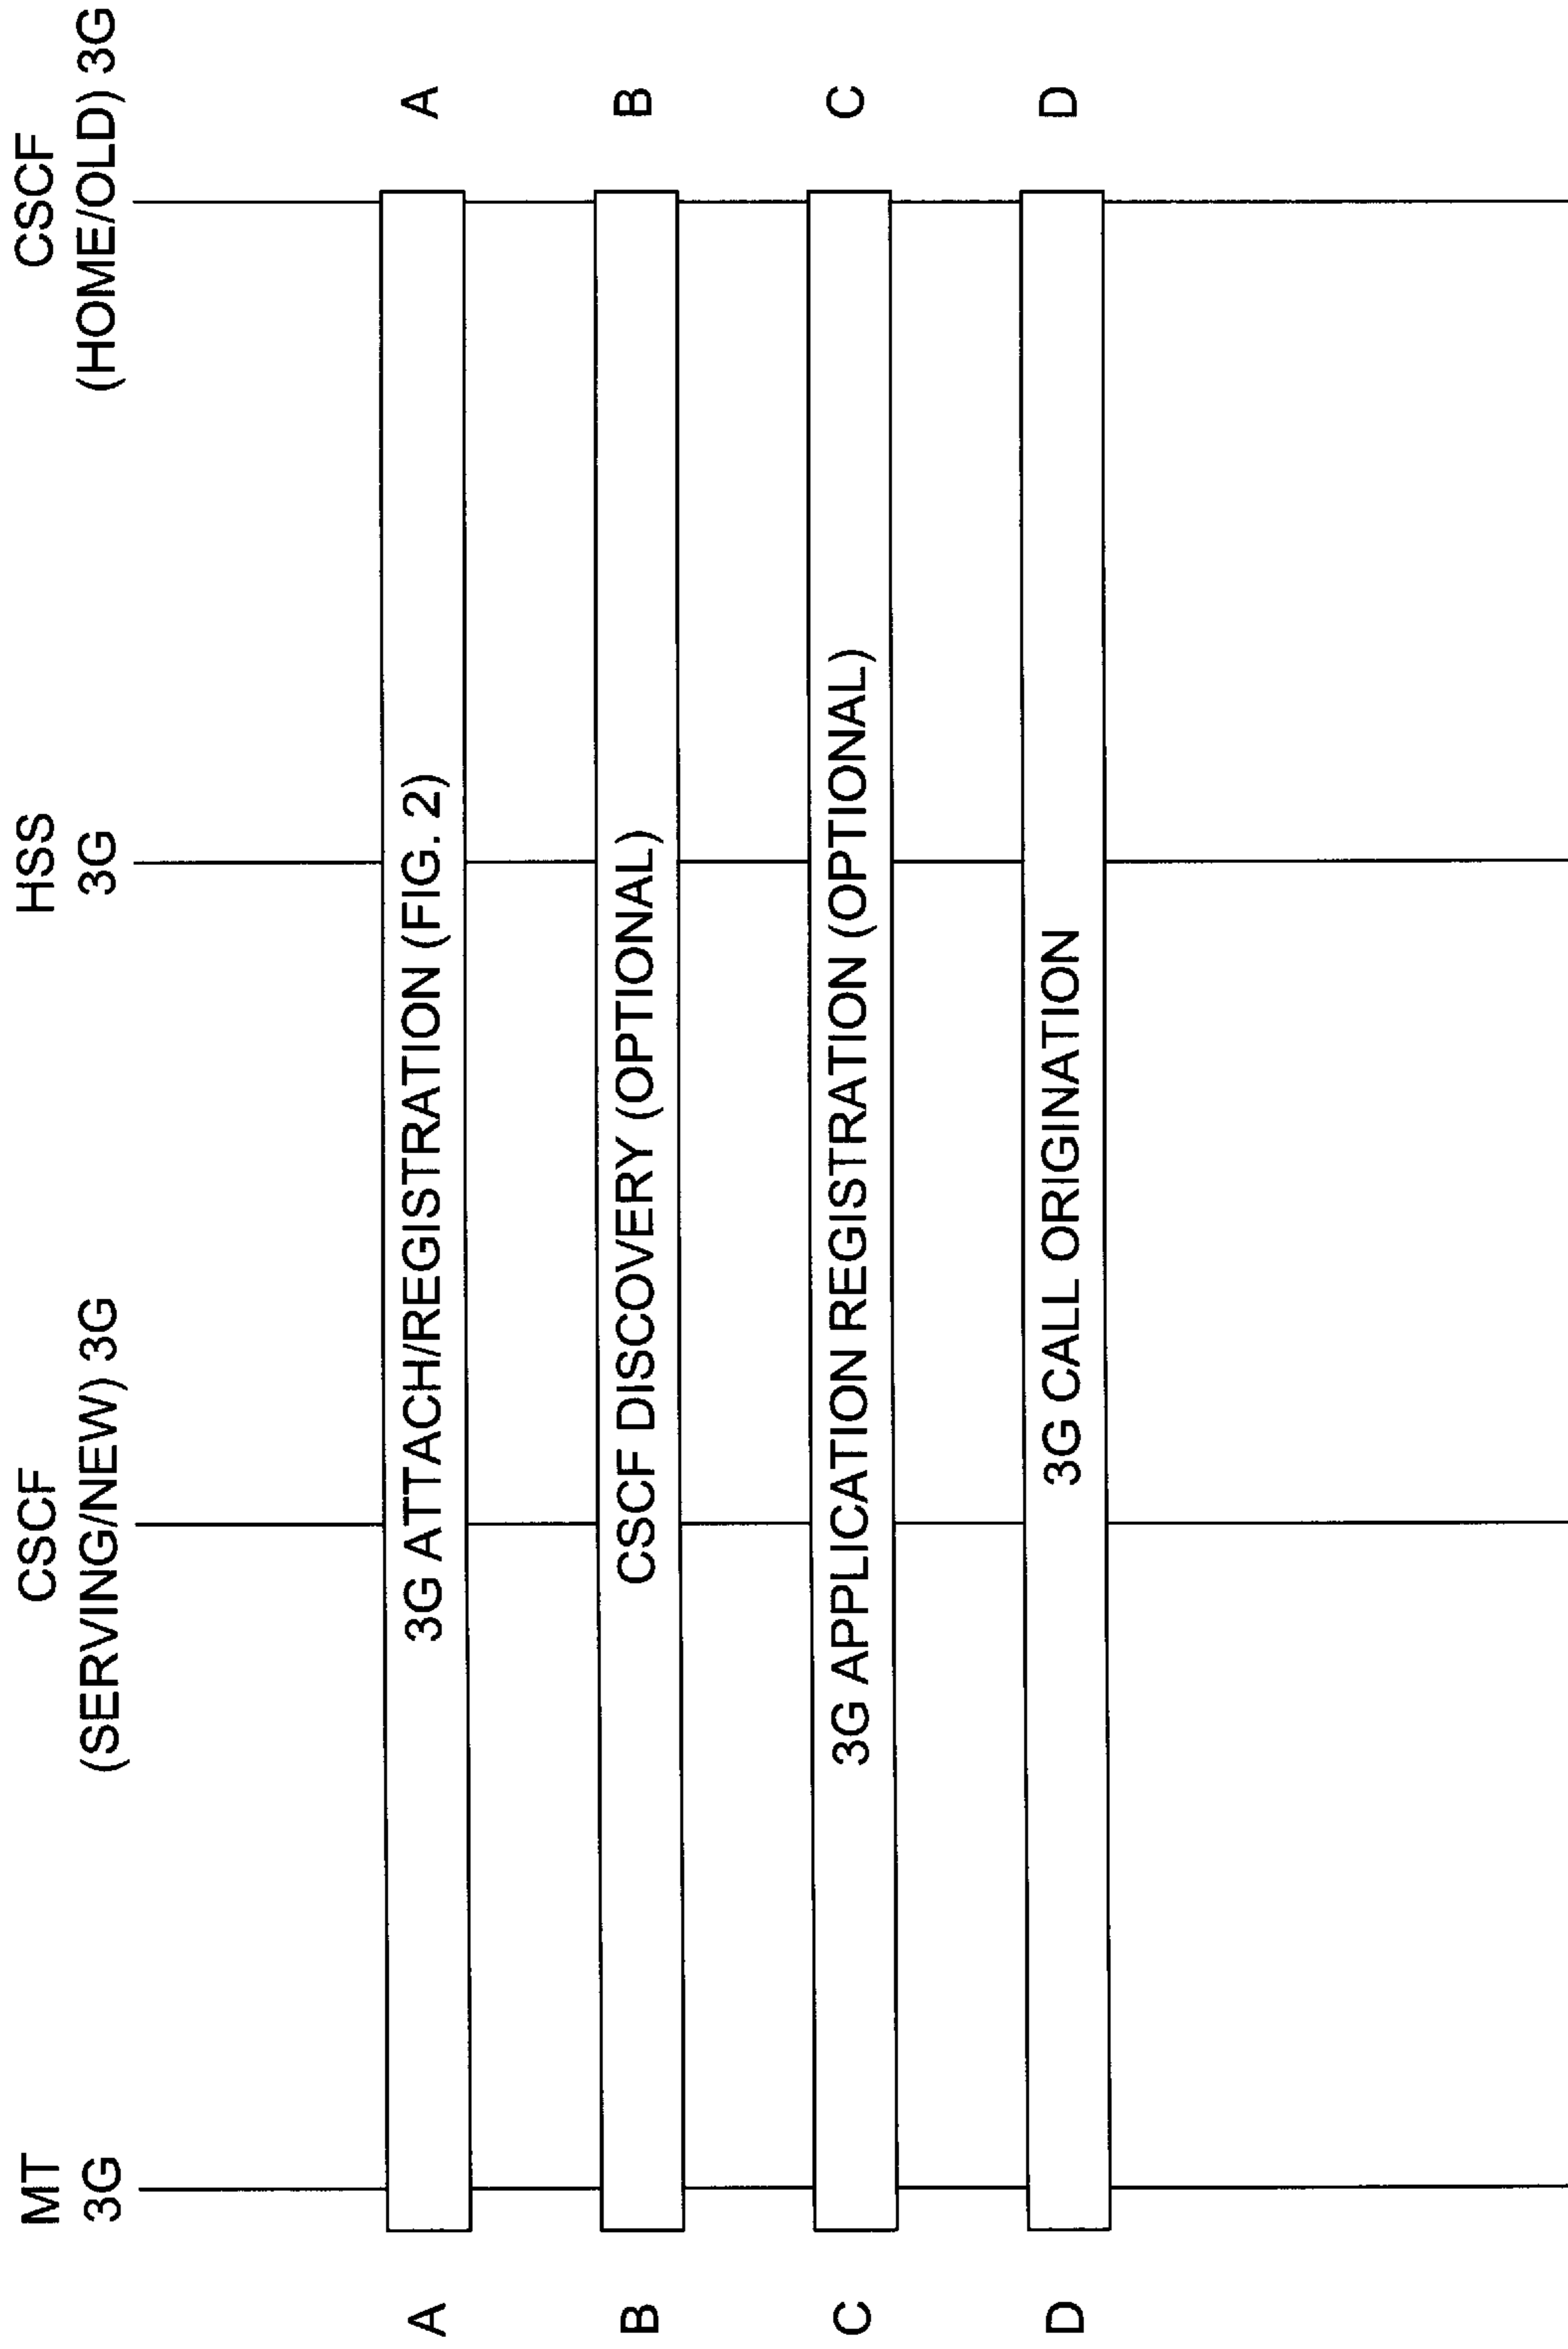 MT
3G
CSCF
(SERVING/NEW) 3G
HSS
3G
CSCF
(HOME/OLD) 3G
A
3G ATTACH/REGISTRATION (FIG. 2)
A
B
CSCF DISCOVERY (OPTIONAL)
B
C
3G APPLICATION REGISTRATION (OPTIONAL)
C
D
3G CALL ORIGINATION
D